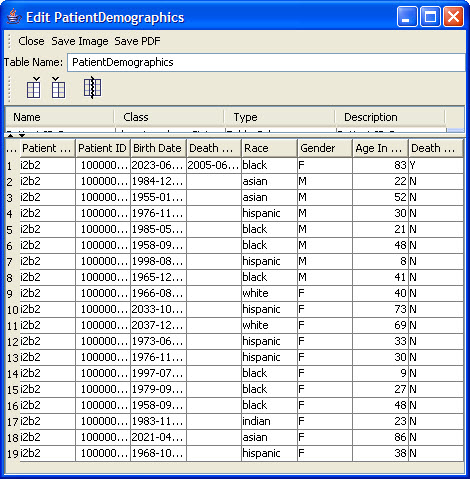 Edit PatientDemographics
Close Save Image Save PDF
Table Name: PatientDemographics
Name Class Type Description
... Patient ... Patient ID Birth Date Death ... Race Gender Age In ... Death ...
1 i2b2 100000... 2023-06... 2005-06... black F 83 Y
2 i2b2 100000... 1984-12... asian M 22 N
3 i2b2 100000... 1955-01... asian M 52 N
4 i2b2 100000... 1976-11... hispanic M 30 N
5 i2b2 100000... 1985-05... black M 21 N
6 i2b2 100000... 1958-09... black M 48 N
7 i2b2 100000... 1998-08... hispanic M 8 N
8 i2b2 100000... 1965-12... black M 41 N
9 i2b2 100000... 1966-08... white F 40 N
10 i2b2 100000... 2033-10... hispanic F 73 N
11 i2b2 100000... 2037-12... white F 69 N
12 i2b2 100000... 1973-06... hispanic F 33 N
13 i2b2 100000... 1976-11... hispanic F 30 N
14 i2b2 100000... 1997-07... black F 9 N
15 i2b2 100000... 1979-09... black F 27 N
16 i2b2 100000... 1958-09... black F 48 N
17 i2b2 100000... 1983-11... indian F 23 N
18 i2b2 100000... 2021-04... asian F 86 N
19 i2b2 100000... 1968-10... hispanic F 38 N